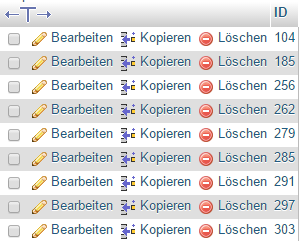 ID
Bearbeiten Kopieren Löschen 104
Bearbeiten Kopieren Löschen 185
Bearbeiten Kopieren Löschen 256
Bearbeiten Kopieren Löschen 262
Bearbeiten Kopieren Löschen 279
Bearbeiten Kopieren Löschen 285
Bearbeiten Kopieren Löschen 291
Bearbeiten Kopieren Löschen 297
Bearbeiten Kopieren Löschen 303